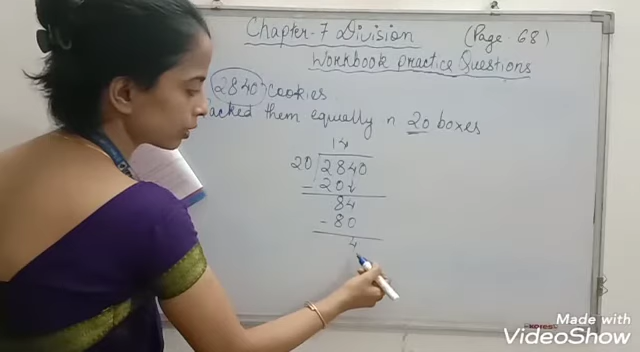 Chapter-7 Division (Page-68)
Workbook practice Questions
2840 cookies
Packed them equally n 20 boxes
14
20 2840
- 20↓
84
- 80
4
Made with
VideoShow